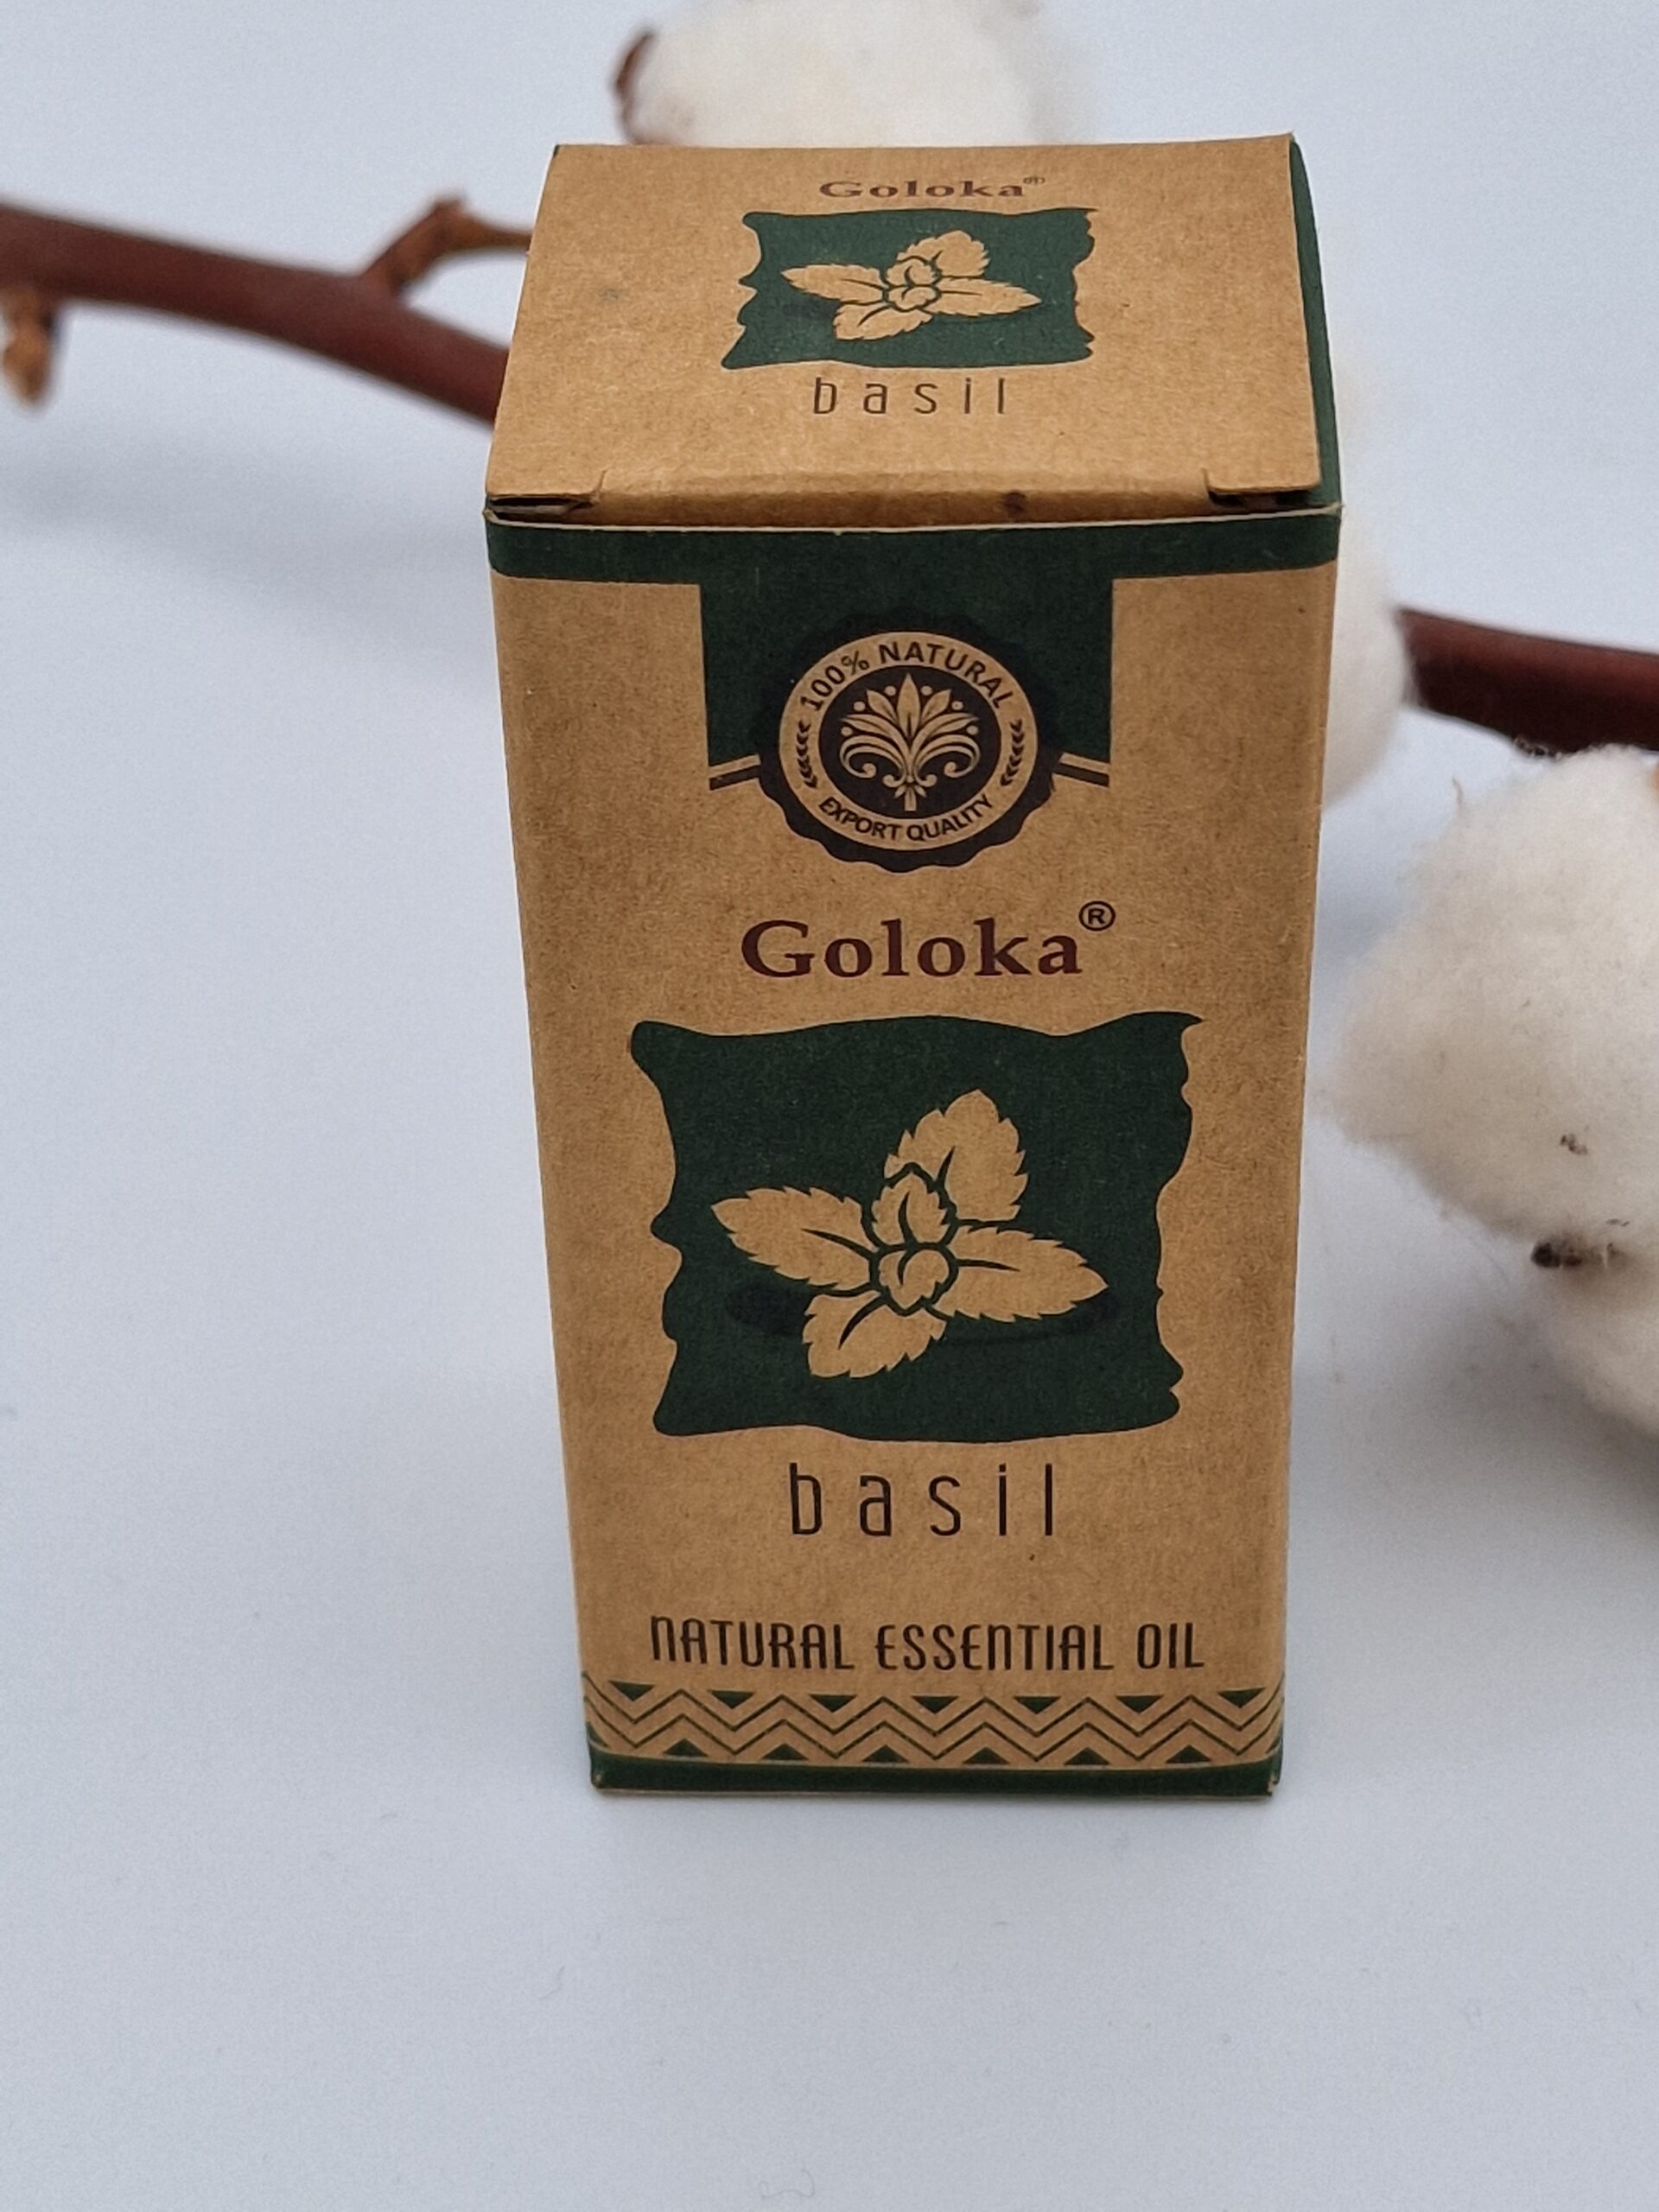 Goloka®
basil
100% NATURAL
EXPORT QUALITY
Goloka®
basil
NATURAL ESSENTIAL OIL